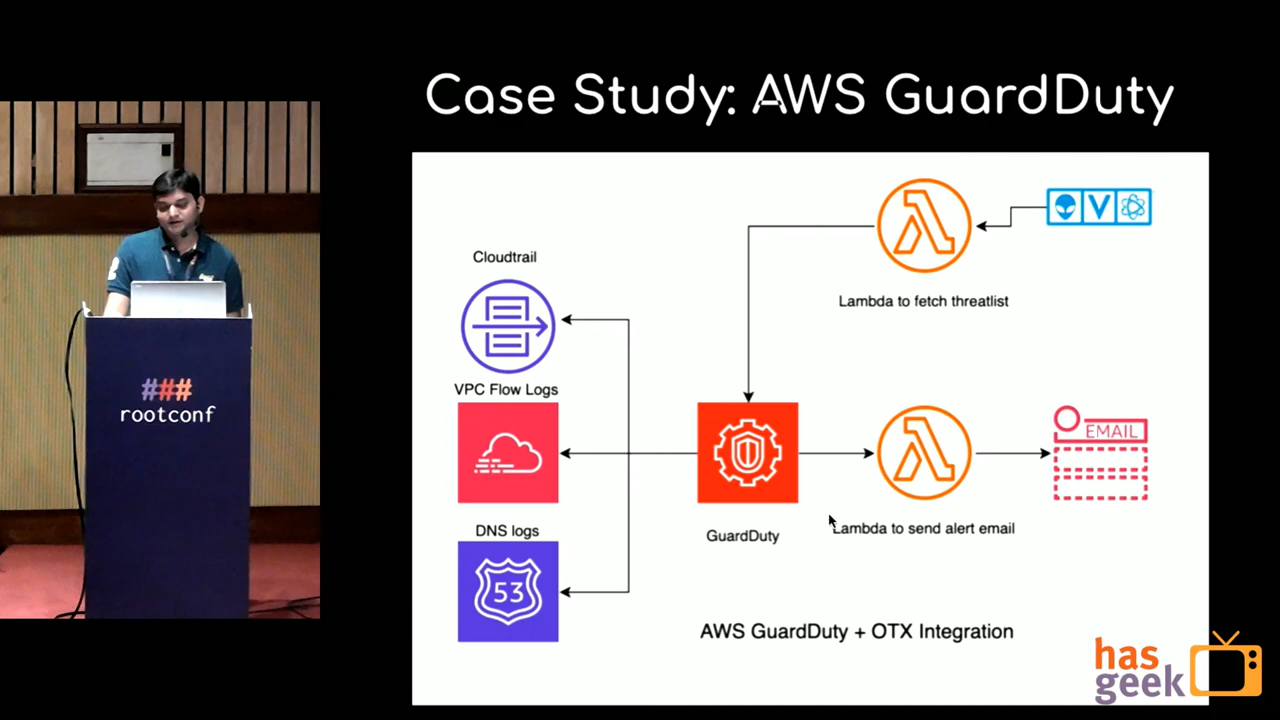 Case Study: AWS GuardDuty
Cloudtrail
Lambda to fetch threatlist
VPC Flow Logs
EMAIL
DNS logs
GuardDuty
Lambda to send alert email
53
AWS GuardDuty + OTX Integration
###
rootconf
has
geek